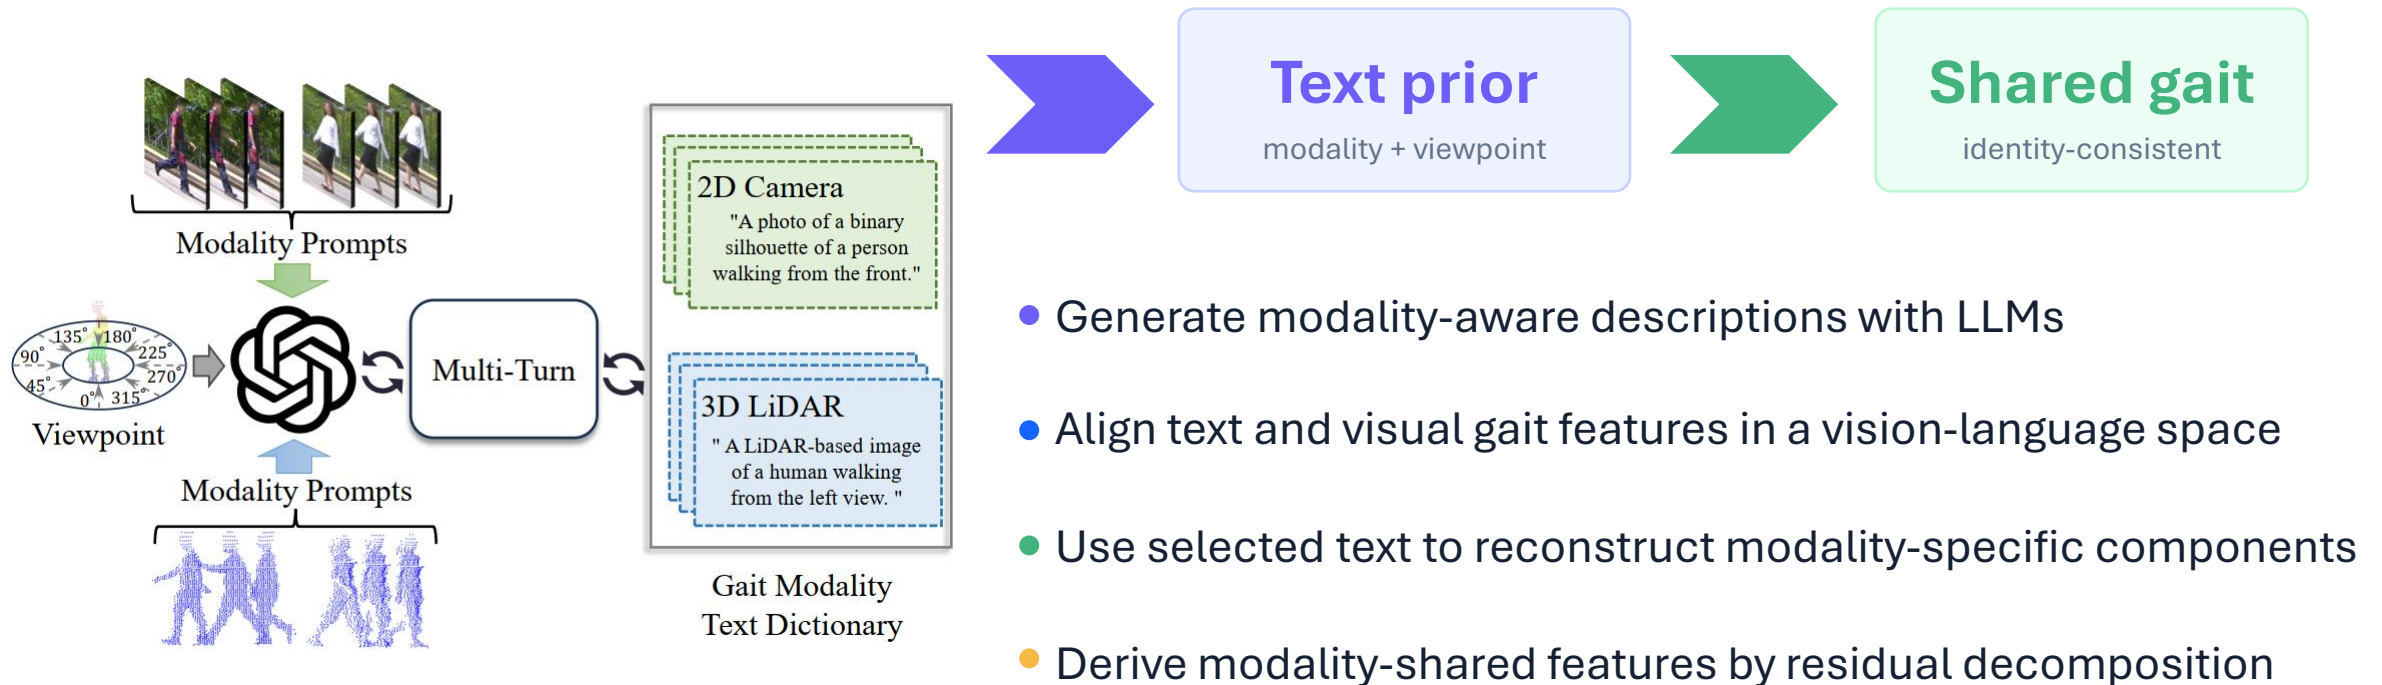 Modality Prompts
135° 180°
90° 225°
45° 270°
0° 315°
Viewpoint
Modality Prompts
Multi-Turn
2D Camera
"A photo of a binary
silhouette of a person
walking from the front."
3D LiDAR
" A LiDAR-based image
of a human walking
from the left view. "
Gait Modality
Text Dictionary
Text prior
modality + viewpoint
Shared gait
identity-consistent
Generate modality-aware descriptions with LLMs
Align text and visual gait features in a vision-language space
Use selected text to reconstruct modality-specific components
Derive modality-shared features by residual decomposition